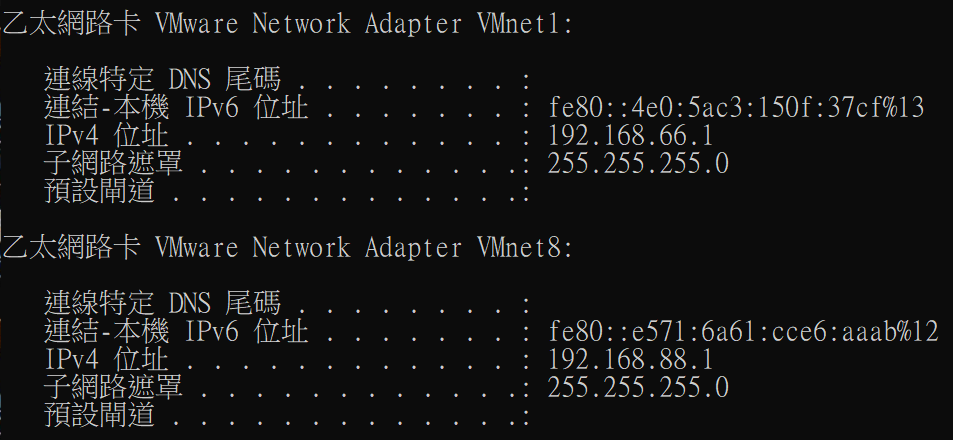 乙太網路卡 VMware Network Adapter VMnet1:
連線特定 DNS 尾碼 . . . . . . . . :
連結-本機 IPv6 位址 . . . . . . . . : fe80::4e0:5ac3:150f:37cf%13
IPv4 位址 . . . . . . . . . . . . : 192.168.66.1
子網路遮罩 . . . . . . . . . . . .: 255.255.255.0
預設閘道 . . . . . . . . . . . . .:
乙太網路卡 VMware Network Adapter VMnet8:
連線特定 DNS 尾碼 . . . . . . . . :
連結-本機 IPv6 位址 . . . . . . . . : fe80::e571:6a61:cce6:aaab%12
IPv4 位址 . . . . . . . . . . . . : 192.168.88.1
子網路遮罩 . . . . . . . . . . . .: 255.255.255.0
預設閘道 . . . . . . . . . . . . .: